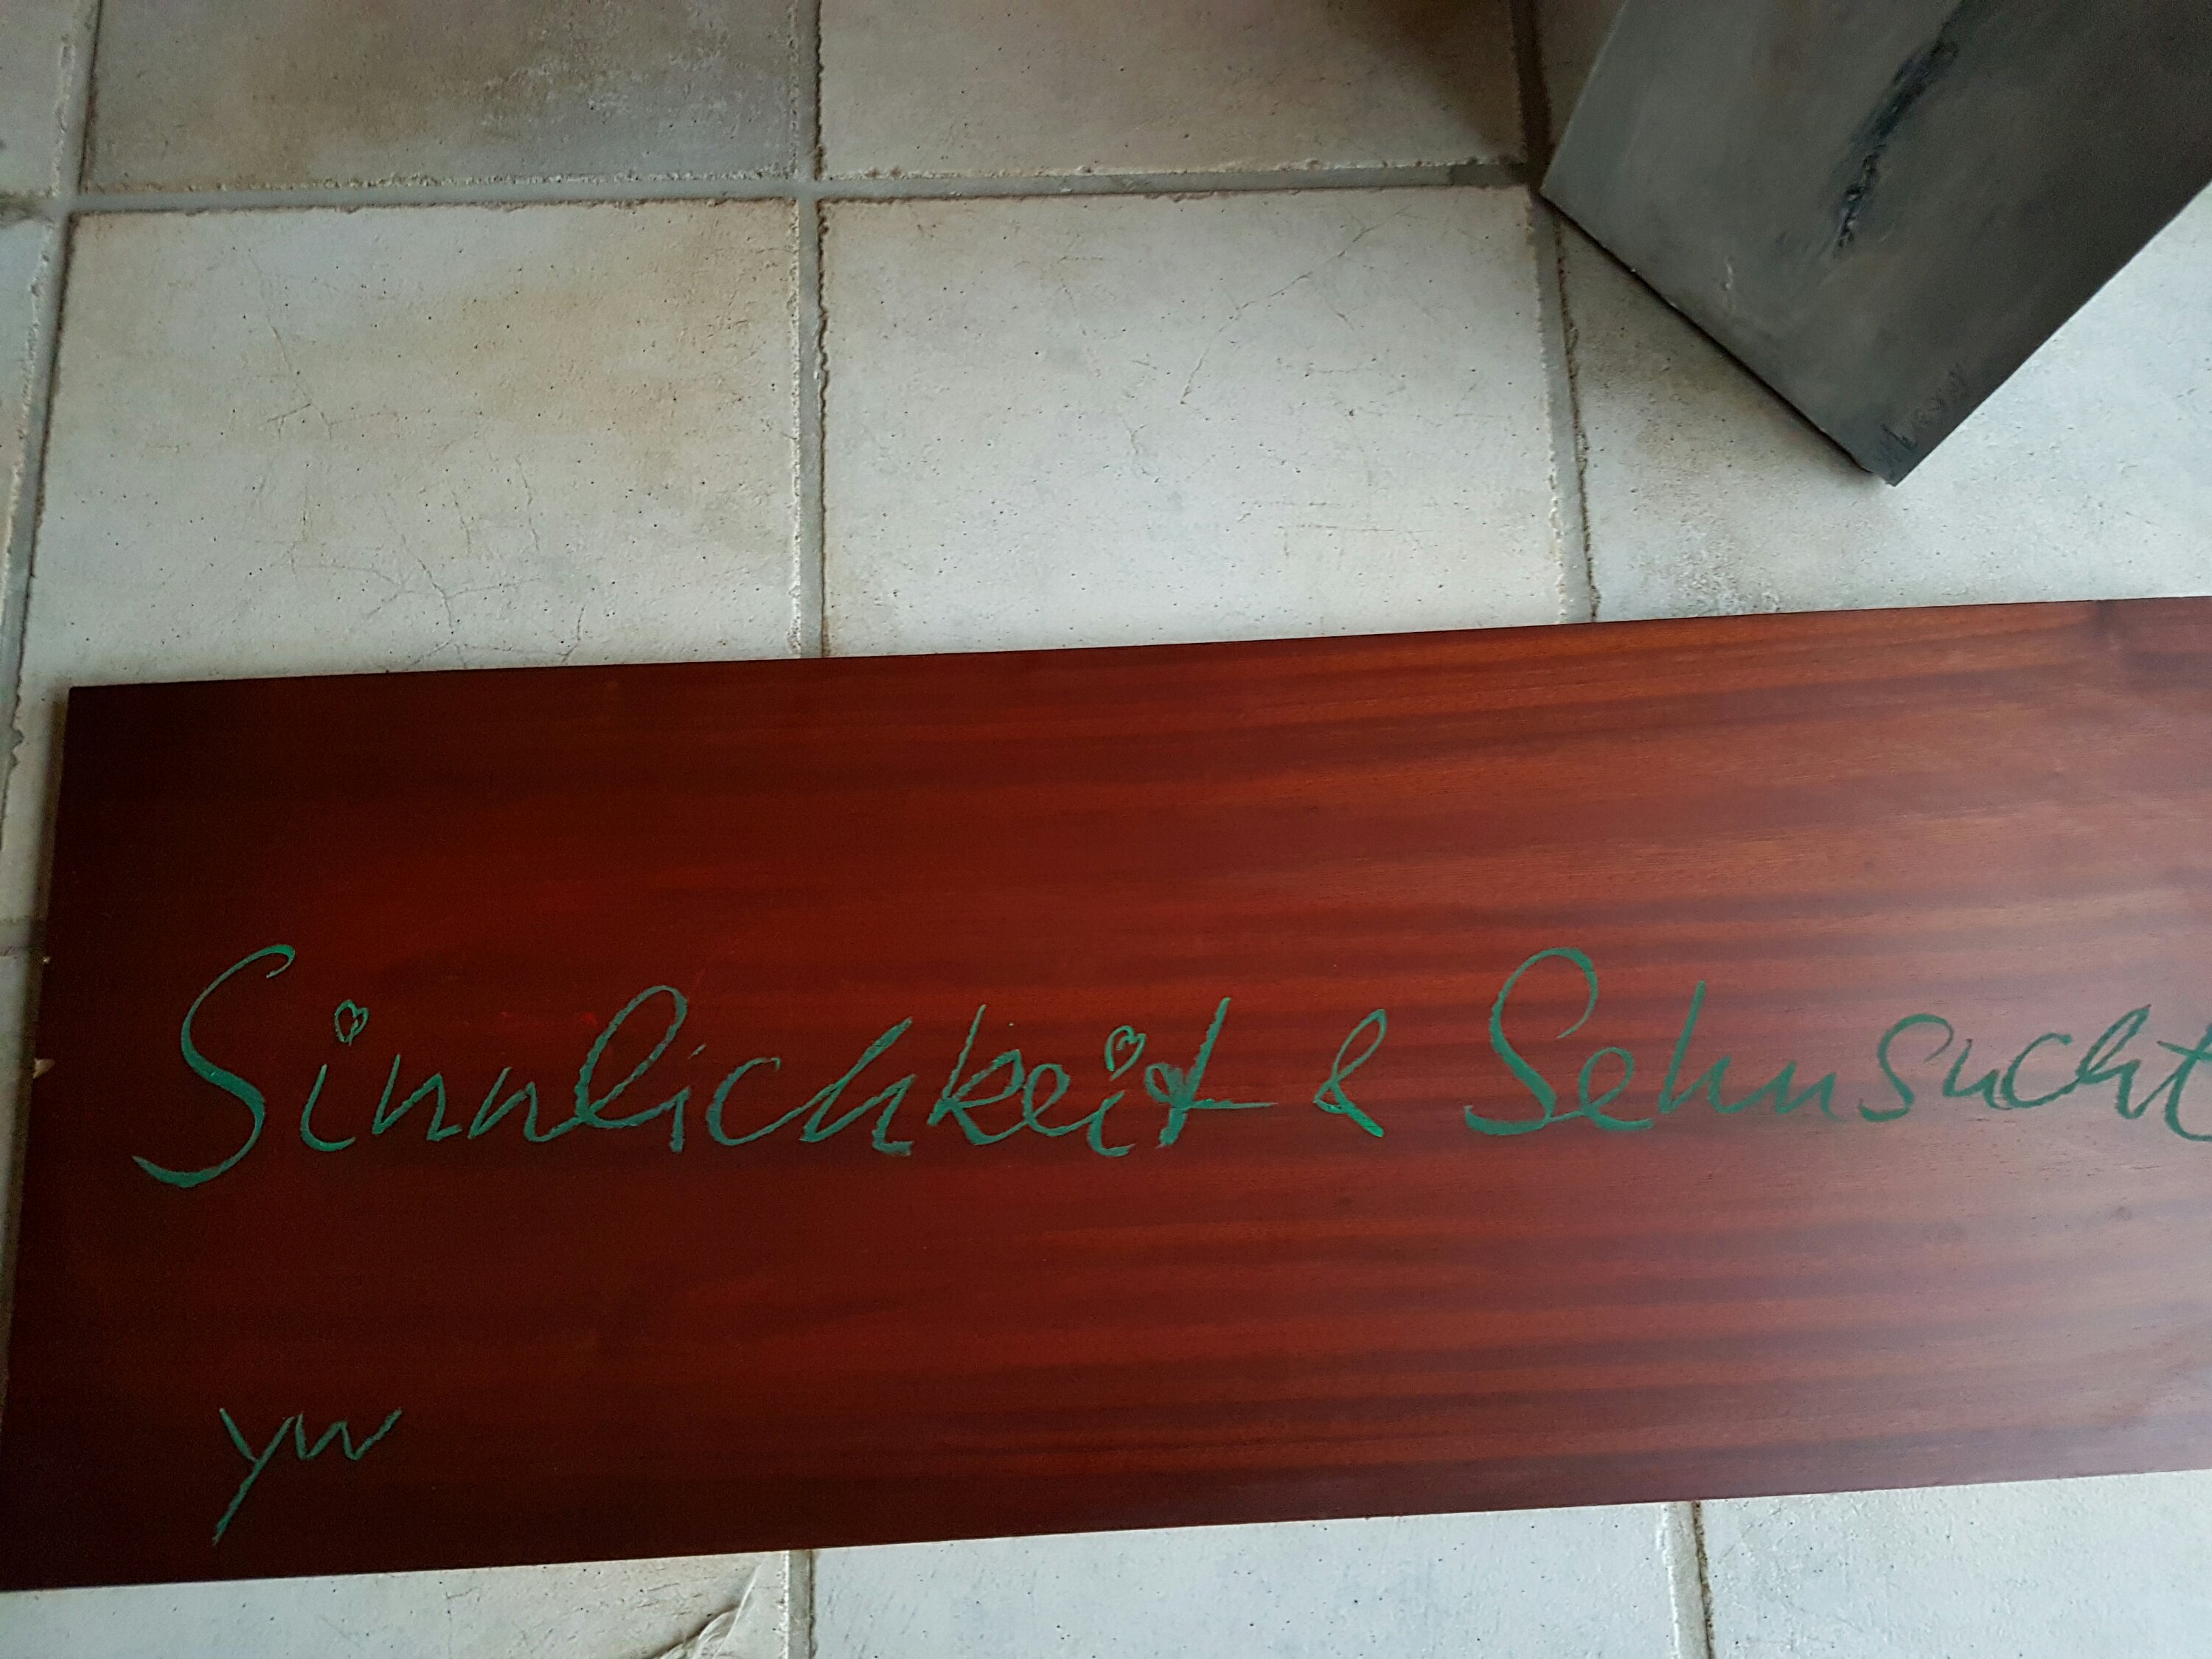 Sinnlichkeit & Sehnsucht
YW